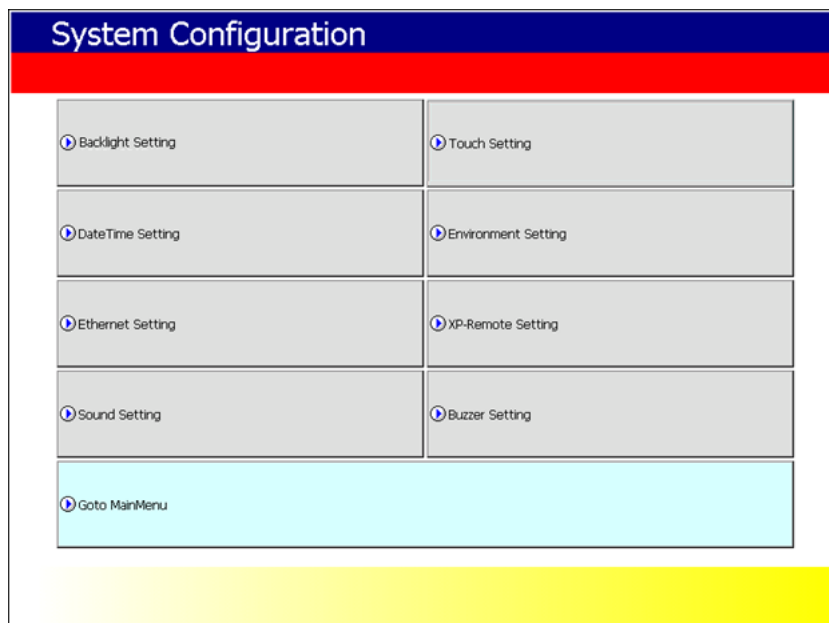 System Configuration
Backlight Setting
Touch Setting
DateTime Setting
Environment Setting
Ethernet Setting
XP-Remote Setting
Sound Setting
Buzzer Setting
Goto MainMenu